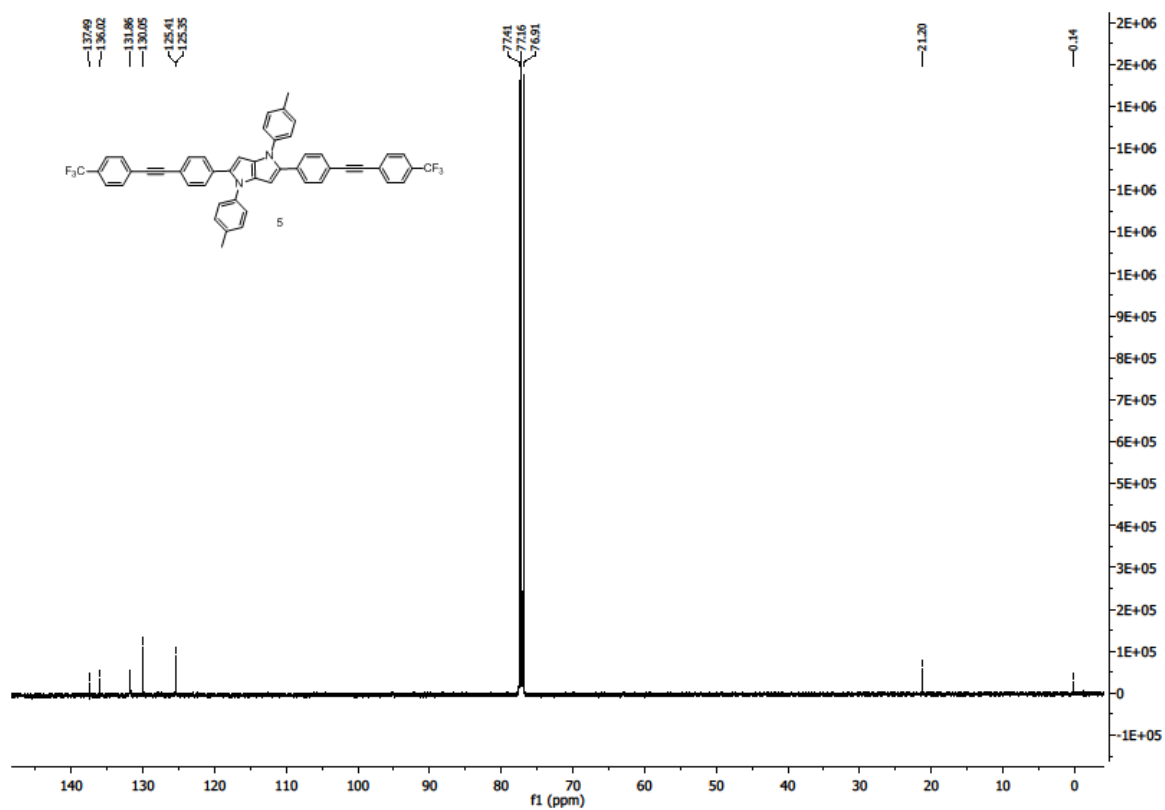 137.49
136.02
131.86
130.05
125.41
125.35
77.41
77.16
76.91
21.20
0.14
F₃C
N
N
CF₃
5
2E+06
2E+06
1E+06
1E+06
1E+06
1E+06
1E+06
9E+05
8E+05
7E+05
6E+05
5E+05
4E+05
3E+05
2E+05
1E+05
0
-1E+05
140 130 120 110 100 90 80 70 60 50 40 30 20 10 0
f1 (ppm)